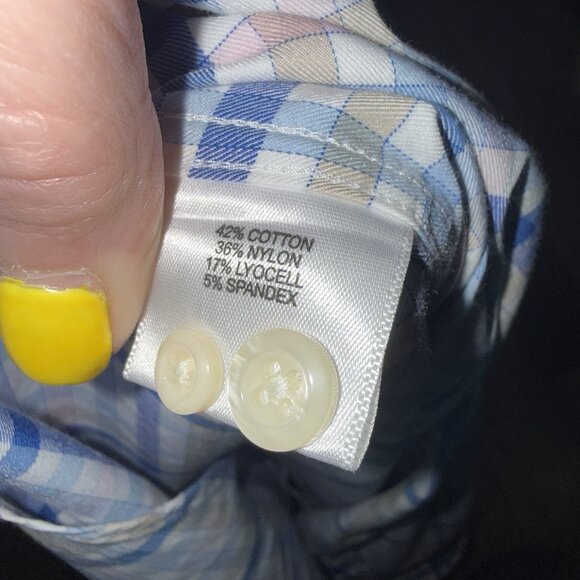 42% COTTON
36% NYLON
17% LYOCELL
5% SPANDEX